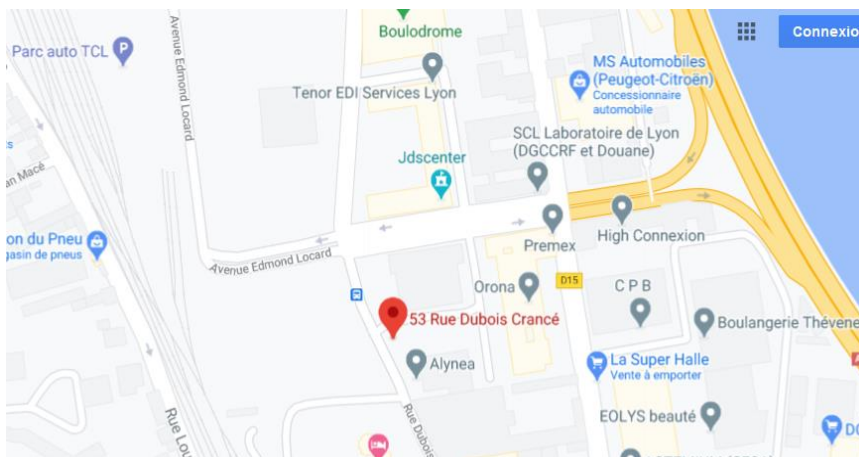 Boulodrome
Connexio
Parc auto TCL
P
Avenue Edmond Locard
Tenor EDI Services Lyon
MS Automobiles
(Peugeot-Citroën)
Concessionnaire
automobile
SCL Laboratoire de Lyon
(DGCCRF et Douane)
Jdscenter
an Macé
on du Pneu
gasin de pneus
Avenue Edmond Locard
Premex
High Connexion
Orona
D15
C P B
53 Rue Dubois Crancé
Boulangerie Thévene
Alynea
La Super Halle
Vente à emporter
A
Rue Lou
Rue Dubois
EOLYS beauté
DO